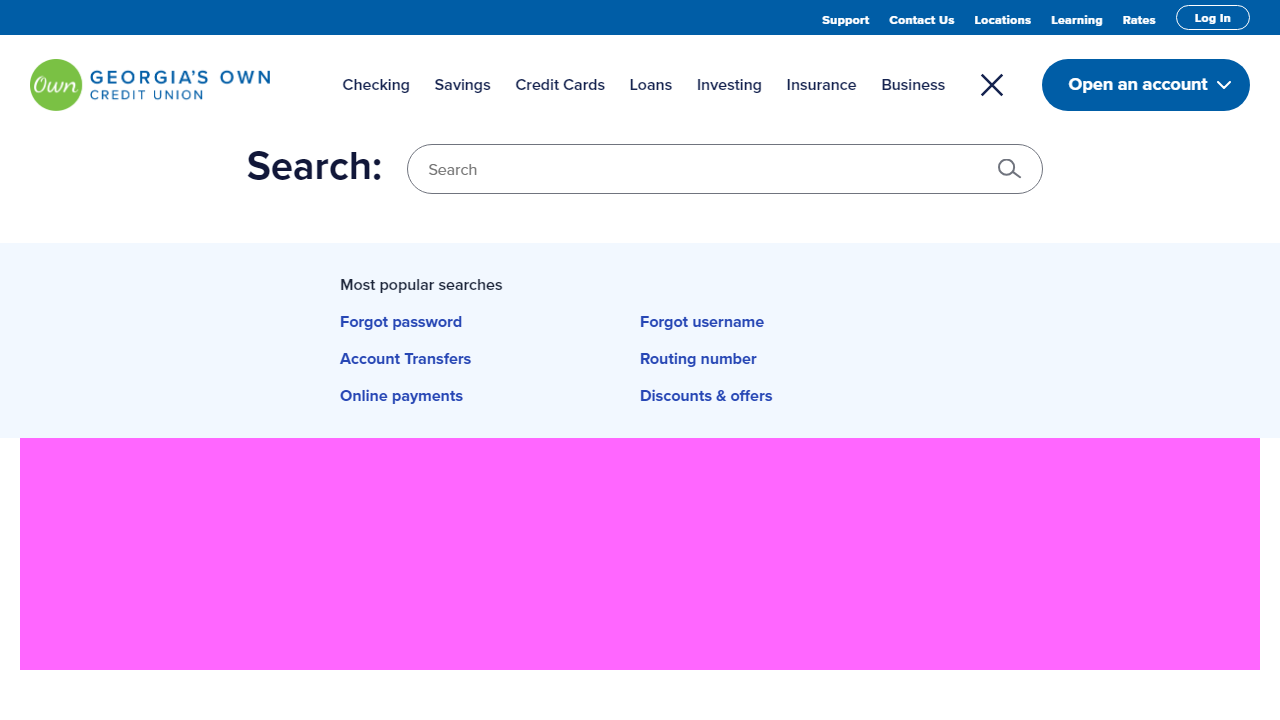 Support Contact Us Locations Learning Rates Log In
Own GEORGIA'S OWN
CREDIT UNION
Checking Savings Credit Cards Loans Investing Insurance Business
Open an account
Search:
Search
Most popular searches
Forgot password Forgot username
Account Transfers Routing number
Online payments Discounts & offers